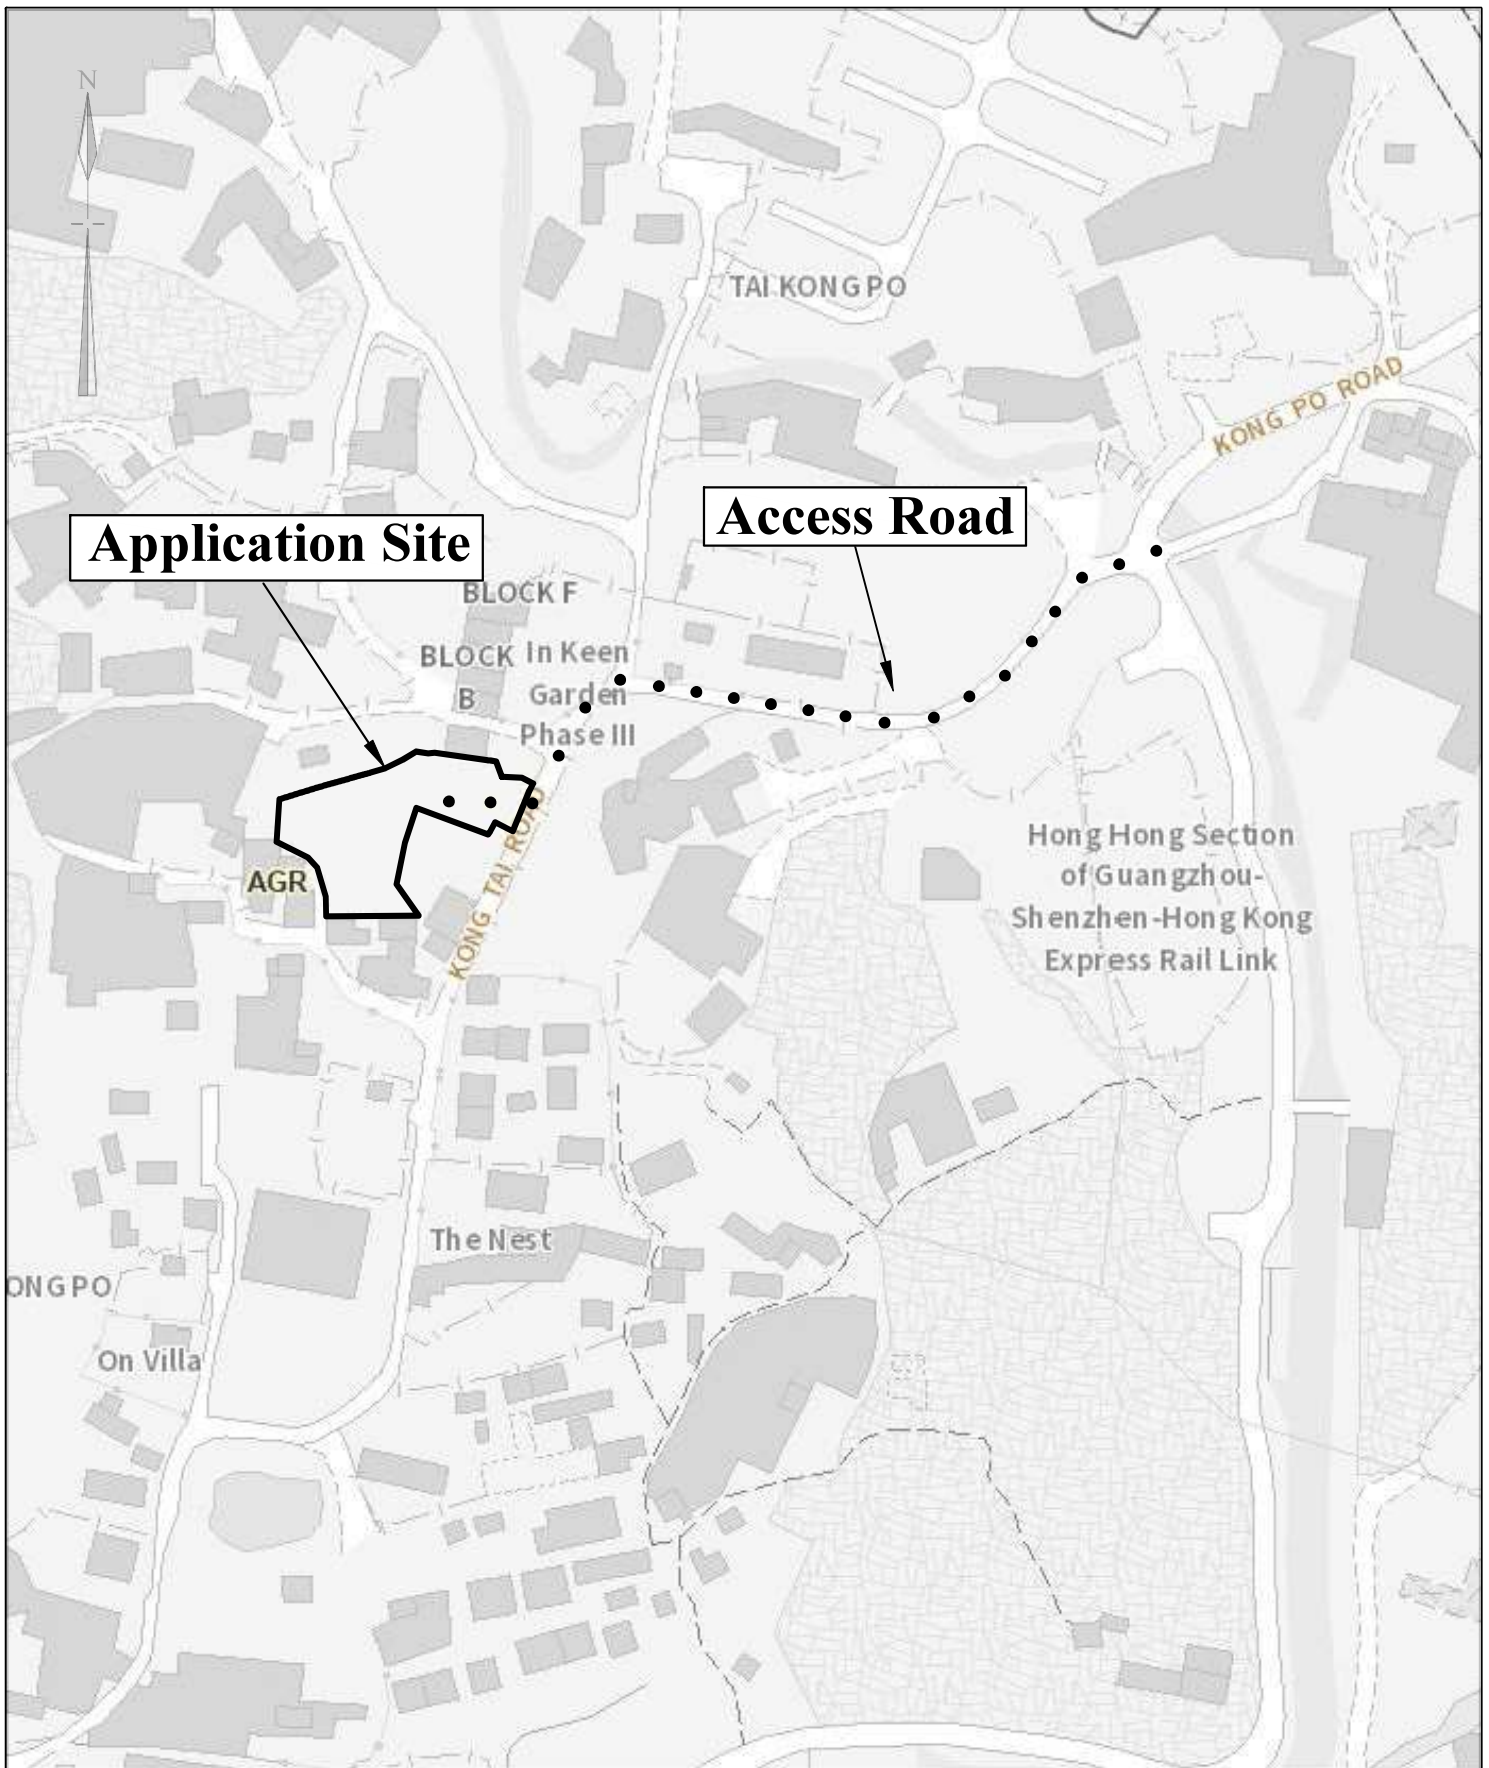 N
TAI KONG PO
KONG PO ROAD
Access Road
Application Site
BLOCK F
BLOCK
B
In Keen
Garden
Phase III
KONG TAI ROAD
AGR
Hong Hong Section
of Guangzhou-
Shenzhen-Hong Kong
Express Rail Link
The Nest
ONG PO
On Villa